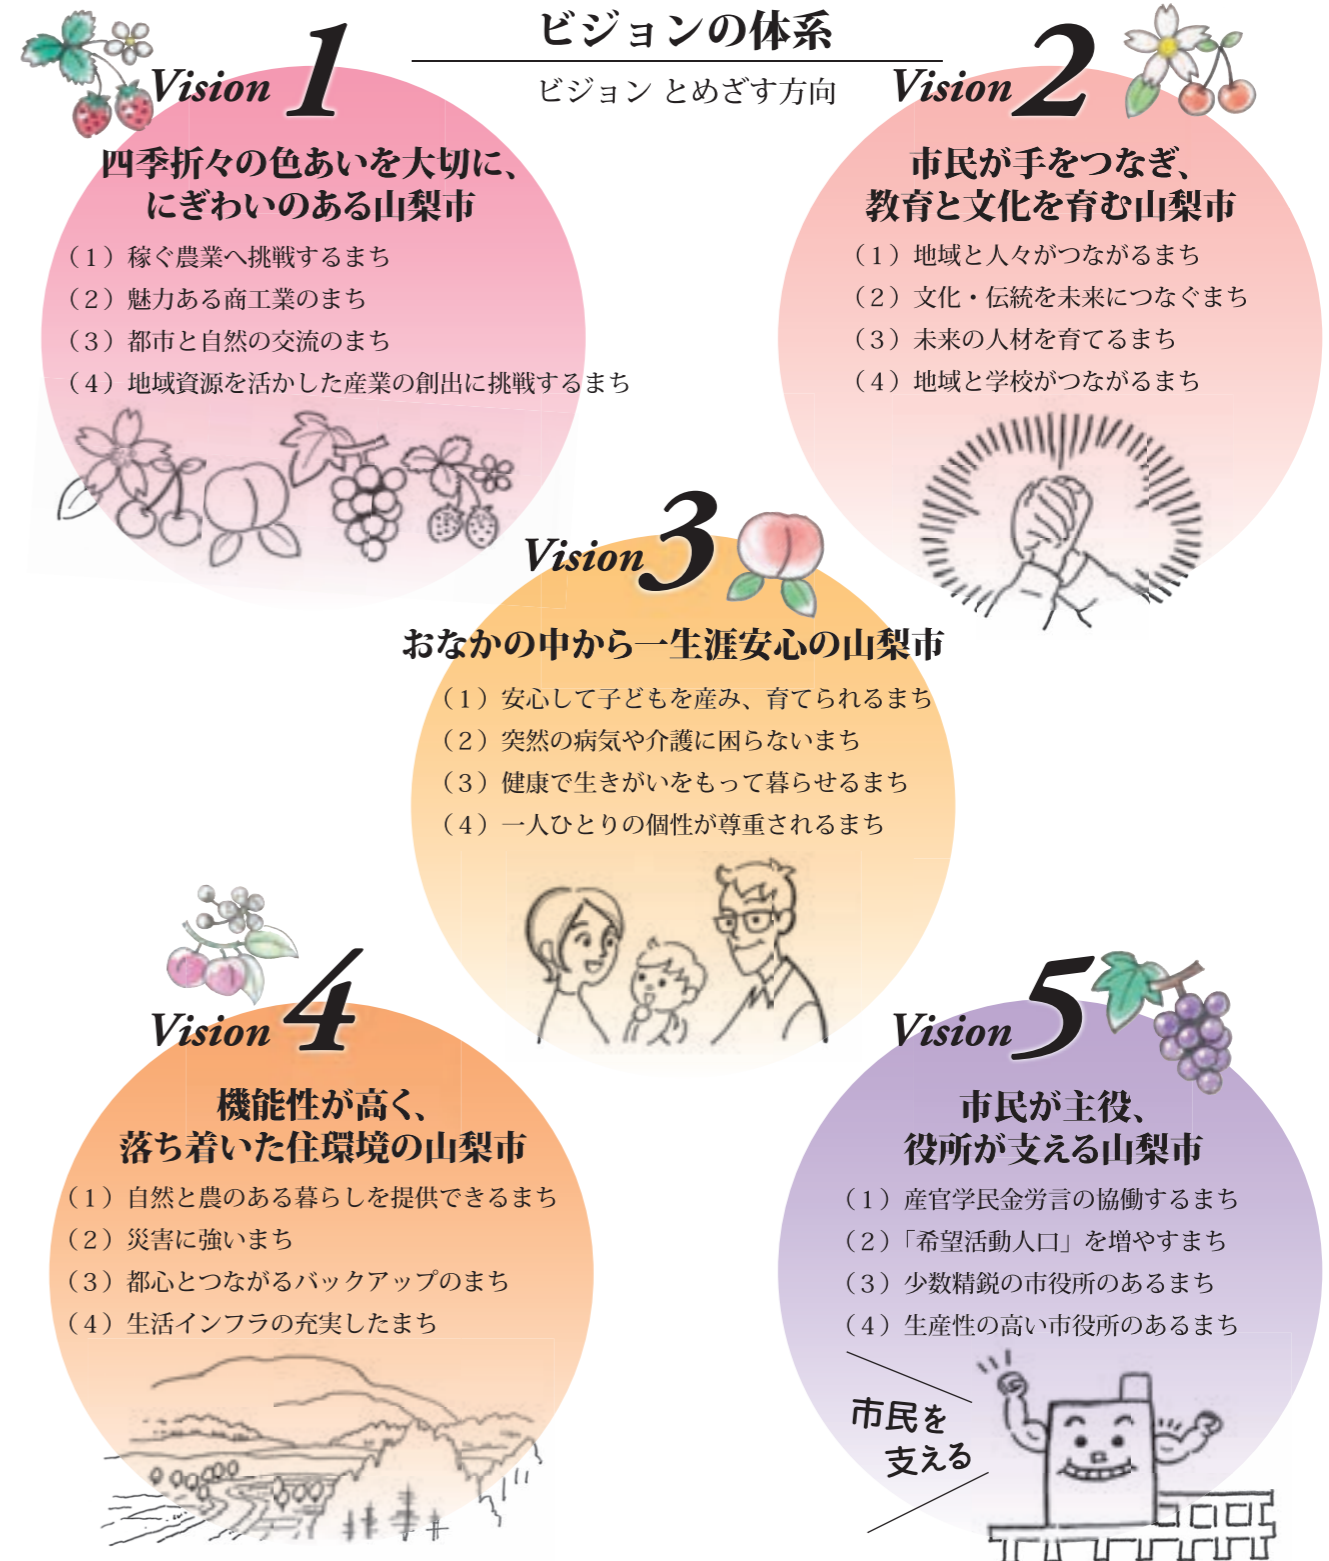 ビジョンの体系
ビジョン とめざす方向
Vision 1
四季折々の色あいを大切に、
にぎわいのある山梨市
（１）稼ぐ農業へ挑戦するまち
（２）魅力ある商工業のまち
（３）都市と自然の交流のまち
（４）地域資源を活かした産業の創出に挑戦するまち
Vision 2
市民が手をつなぎ、
教育と文化を育む山梨市
（１）地域と人々がつながるまち
（２）文化・伝統を未来につなぐまち
（３）未来の人材を育てるまち
（４）地域と学校がつながるまち
Vision 3
おなかの中から一生涯安心の山梨市
（１）安心して子どもを産み、育てられるまち
（２）突然の病気や介護に困らないまち
（３）健康で生きがいをもって暮らせるまち
（４）一人ひとりの個性が尊重されるまち
Vision 4
機能性が高く、
落ち着いた住環境の山梨市
（１）自然と農のある暮らしを提供できるまち
（２）災害に強いまち
（３）都心とつながるバックアップのまち
（４）生活インフラの充実したまち
Vision 5
市民が主役、
役所が支える山梨市
（１）産官学民金労言の協働するまち
（２）「希望活動人口」を増やすまち
（３）少数精鋭の市役所のあるまち
（４）生産性の高い市役所のあるまち
市民を
支える